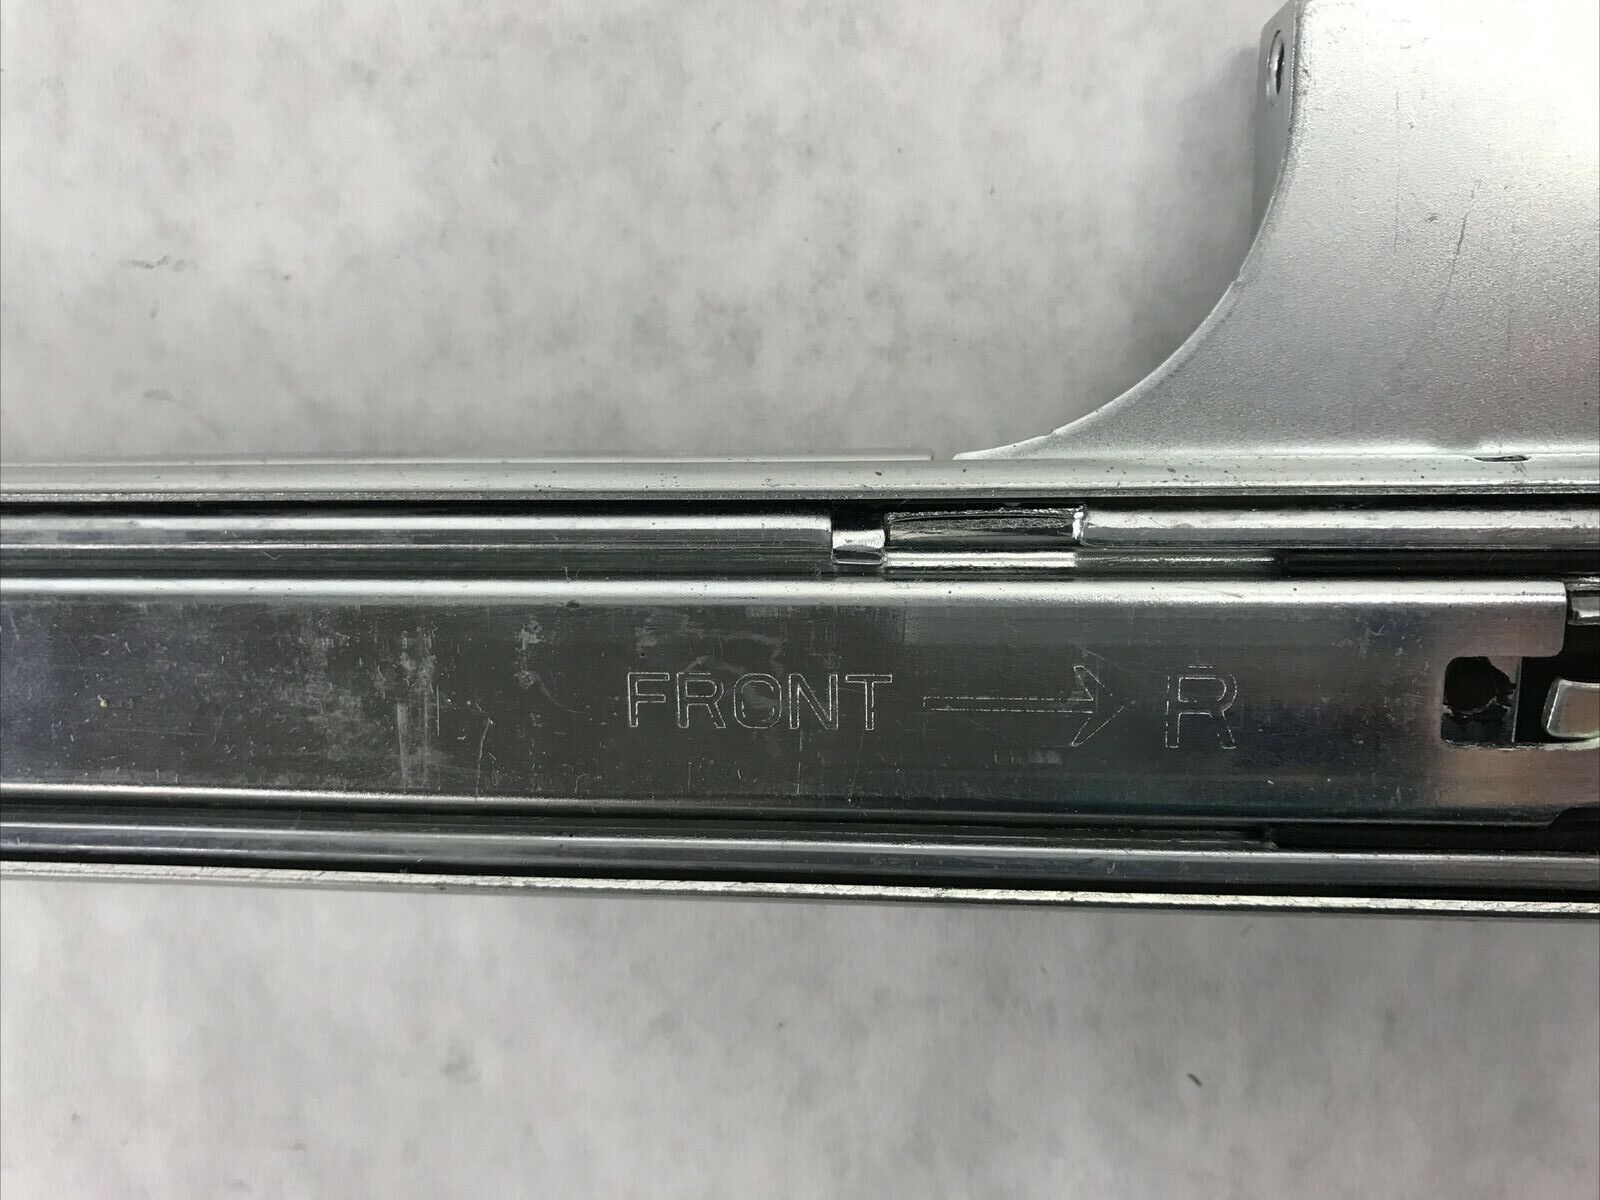 FRONT → R